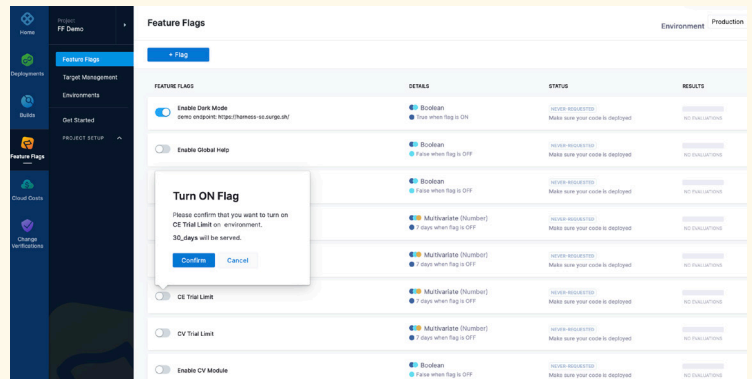 Home
Deployments
Builds
Feature Flags
Cloud Costs
Change
Verifications
Project
FF Demo
Feature Flags
Target Management
Environments
Get Started
PROJECT SETUP
Feature Flags
Environment Production
+ Flag
FEATURE FLAGS DETAILS STATUS RESULTS
Enable Dark Mode
demo endpoint: https://harness-sc.surge.sh/
Boolean
True when flag is ON
NEVER-REQUESTED
Make sure your code is deployed
NO EVALUATIONS
Enable Global Help
Boolean
False when flag is OFF
NEVER-REQUESTED
Make sure your code is deployed
NO EVALUATIONS
Boolean
False when flag is OFF
NEVER-REQUESTED
Make sure your code is deployed
NO EVALUATIONS
Turn ON Flag
Please confirm that you want to turn on
CE Trial Limit on environment.
30_days will be served.
Confirm Cancel
Multivariate (Number)
7 days when flag is OFF
NEVER-REQUESTED
Make sure your code is deployed
NO EVALUATIONS
Multivariate (Number)
7 days when flag is OFF
NEVER-REQUESTED
Make sure your code is deployed
NO EVALUATIONS
CE Trial Limit
Multivariate (Number)
7 days when flag is OFF
NEVER-REQUESTED
Make sure your code is deployed
NO EVALUATIONS
CV Trial Limit
Multivariate (Number)
7 days when flag is OFF
NEVER-REQUESTED
Make sure your code is deployed
NO EVALUATIONS
Enable CV Module
Boolean
False when flag is OFF
NEVER-REQUESTED
Make sure your code is deployed
NO EVALUATIONS